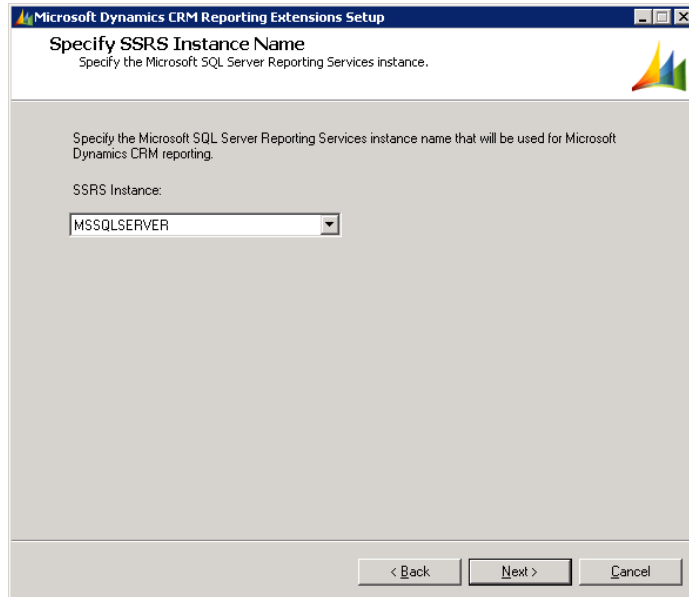 Microsoft Dynamics CRM Reporting Extensions Setup
Specify SSRS Instance Name
Specify the Microsoft SQL Server Reporting Services instance.
Specify the Microsoft SQL Server Reporting Services instance name that will be used for Microsoft
Dynamics CRM reporting.
SSRS Instance:
MSSQLSERVER
< Back
Next >
Cancel